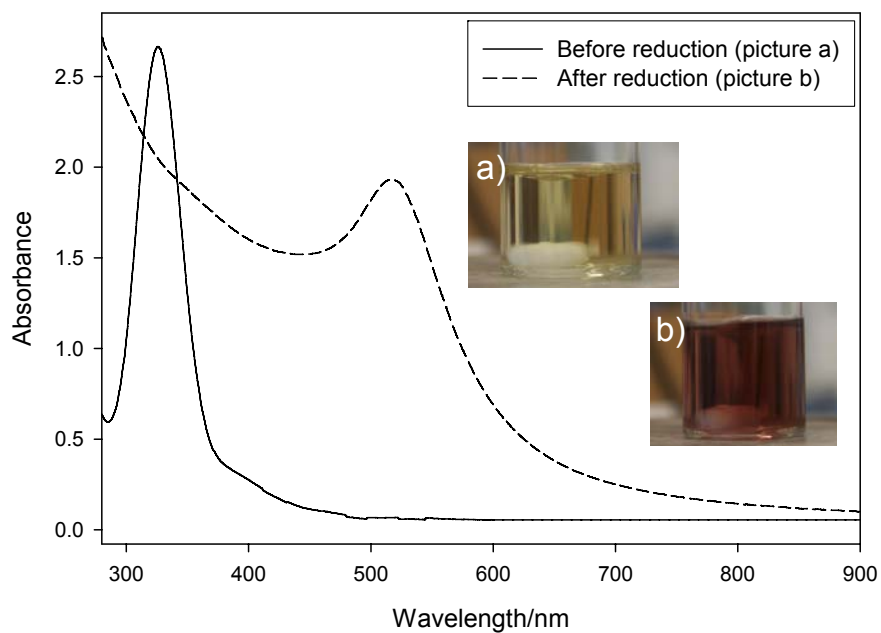 Before reduction (picture a)
After reduction (picture b)
a)
b)
Absorbance
2.5
2.0
1.5
1.0
0.5
0.0
300 400 500 600 700 800 900
Wavelength/nm